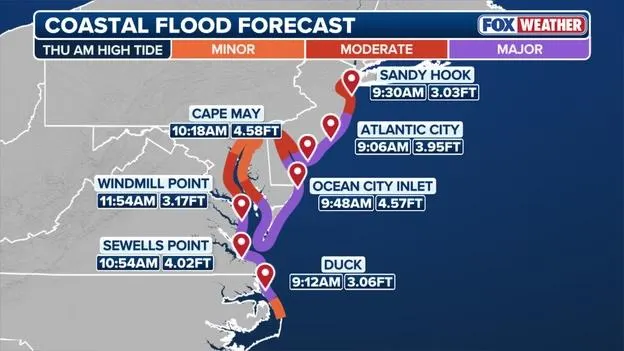 COASTAL FLOOD FORECAST
FOX WEATHER
THU AM HIGH TIDE
MINOR
MODERATE
MAJOR
SANDY HOOK
9:30AM 3.03FT
CAPE MAY
10:18AM 4.58FT
ATLANTIC CITY
9:06AM 3.95FT
WINDMILL POINT
11:54AM 3.17FT
OCEAN CITY INLET
9:48AM 4.57FT
SEWELLS POINT
10:54AM 4.02FT
DUCK
9:12AM 3.06FT